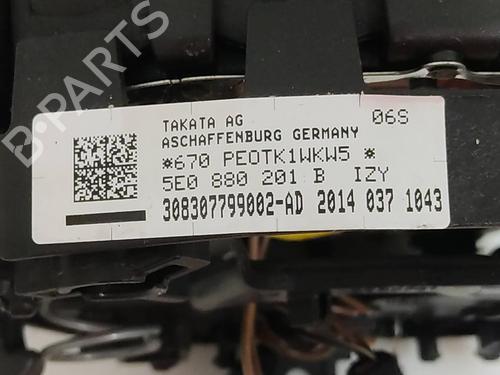 TAKATA AG 06S
ASCHAFFENBURG GERMANY
*670 PEOTK1WKW5 *
5E0 880 201 B IZY
308307799002-AD 2014 037 1043
B-PARTS